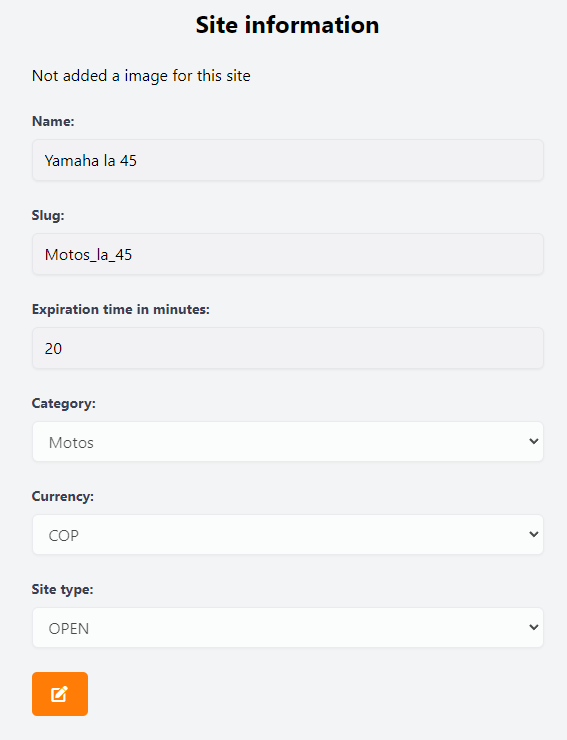 Site information
Not added a image for this site
Name:
Yamaha la 45
Slug:
Motos_la_45
Expiration time in minutes:
20
Category:
Motos
Currency:
COP
Site type:
OPEN